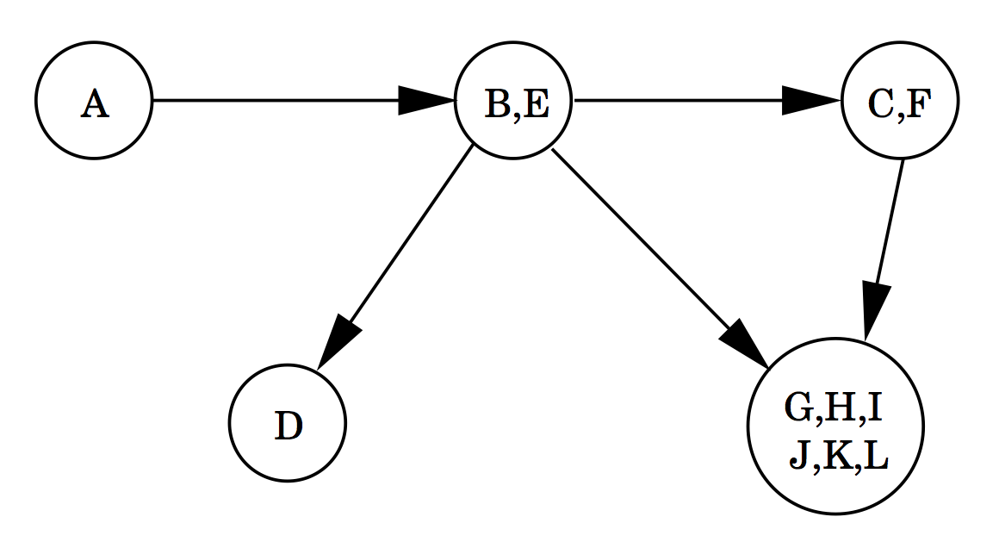 A
B,E
C,F
D
G,H,I
J,K,L